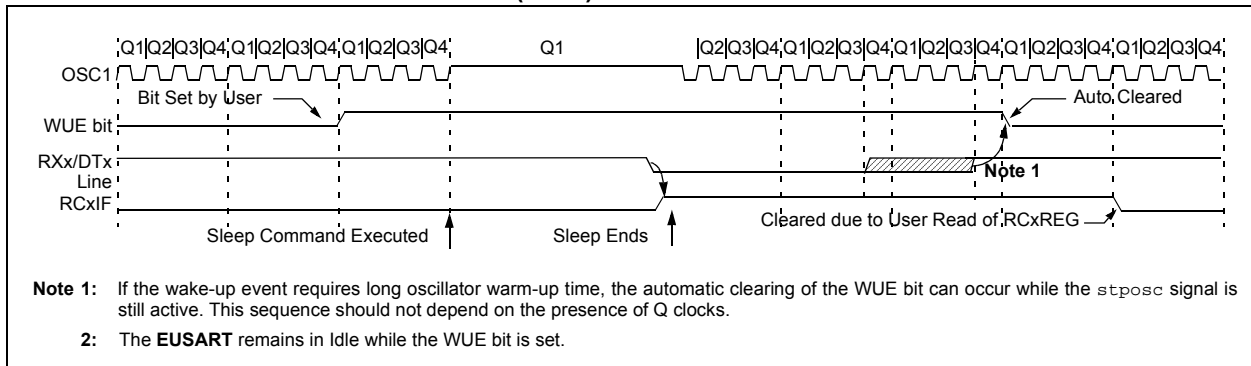 Q1|Q2|Q3|Q4 Q1|Q2|Q3|Q4 Q1|Q2|Q3|Q4 Q1 |Q2|Q3|Q4 Q1|Q2|Q3|Q4 Q1|Q2|Q3|Q4 Q1|Q2|Q3|Q4 Q1|Q2|Q3|Q4
OSC1
Bit Set by User Auto Cleared
WUE bit
RXx/DTx
Line Note 1
RCxIF
Cleared due to User Read of RCxREG
Sleep Command Executed Sleep Ends
Note 1: If the wake-up event requires long oscillator warm-up time, the automatic clearing of the WUE bit can occur while the stposc signal is
still active. This sequence should not depend on the presence of Q clocks.
2: The EUSART remains in Idle while the WUE bit is set.